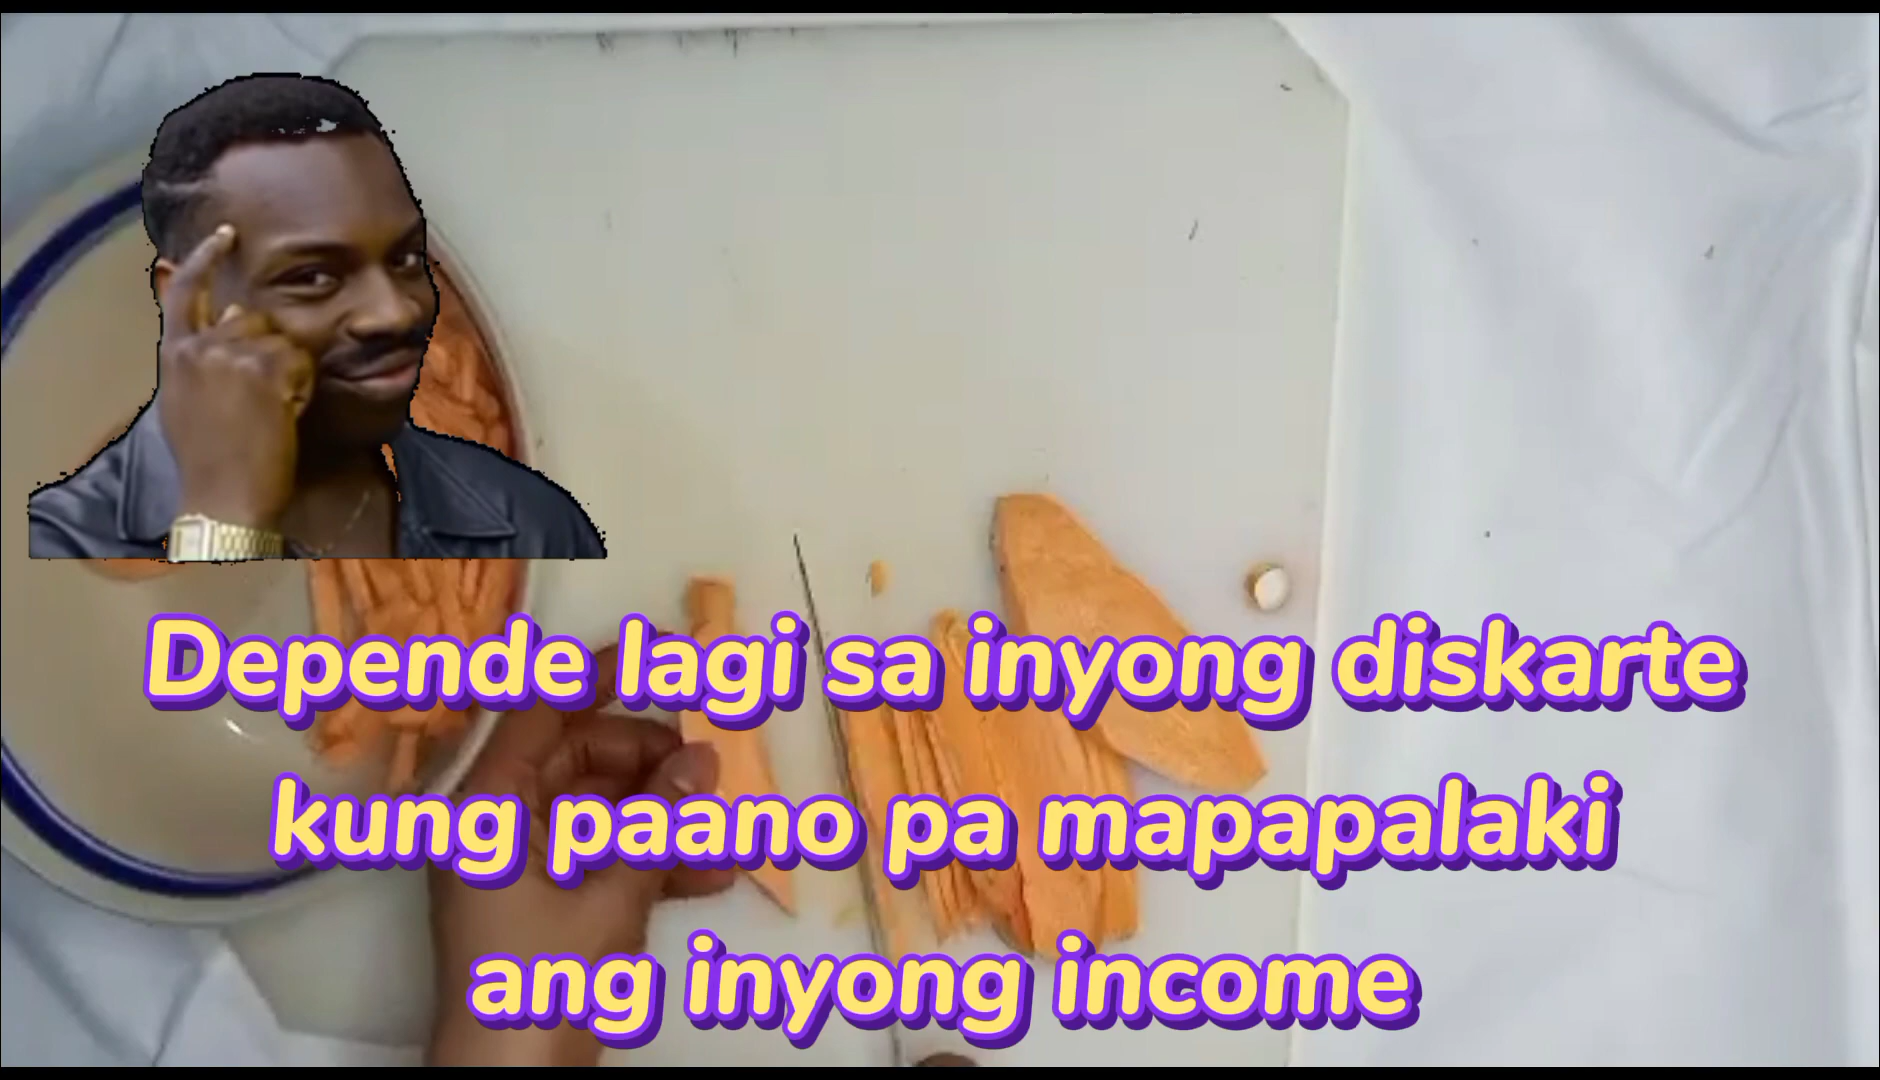 Depende lagi sa inyong diskarte
kung paano pa mapapalaki
ang inyong income